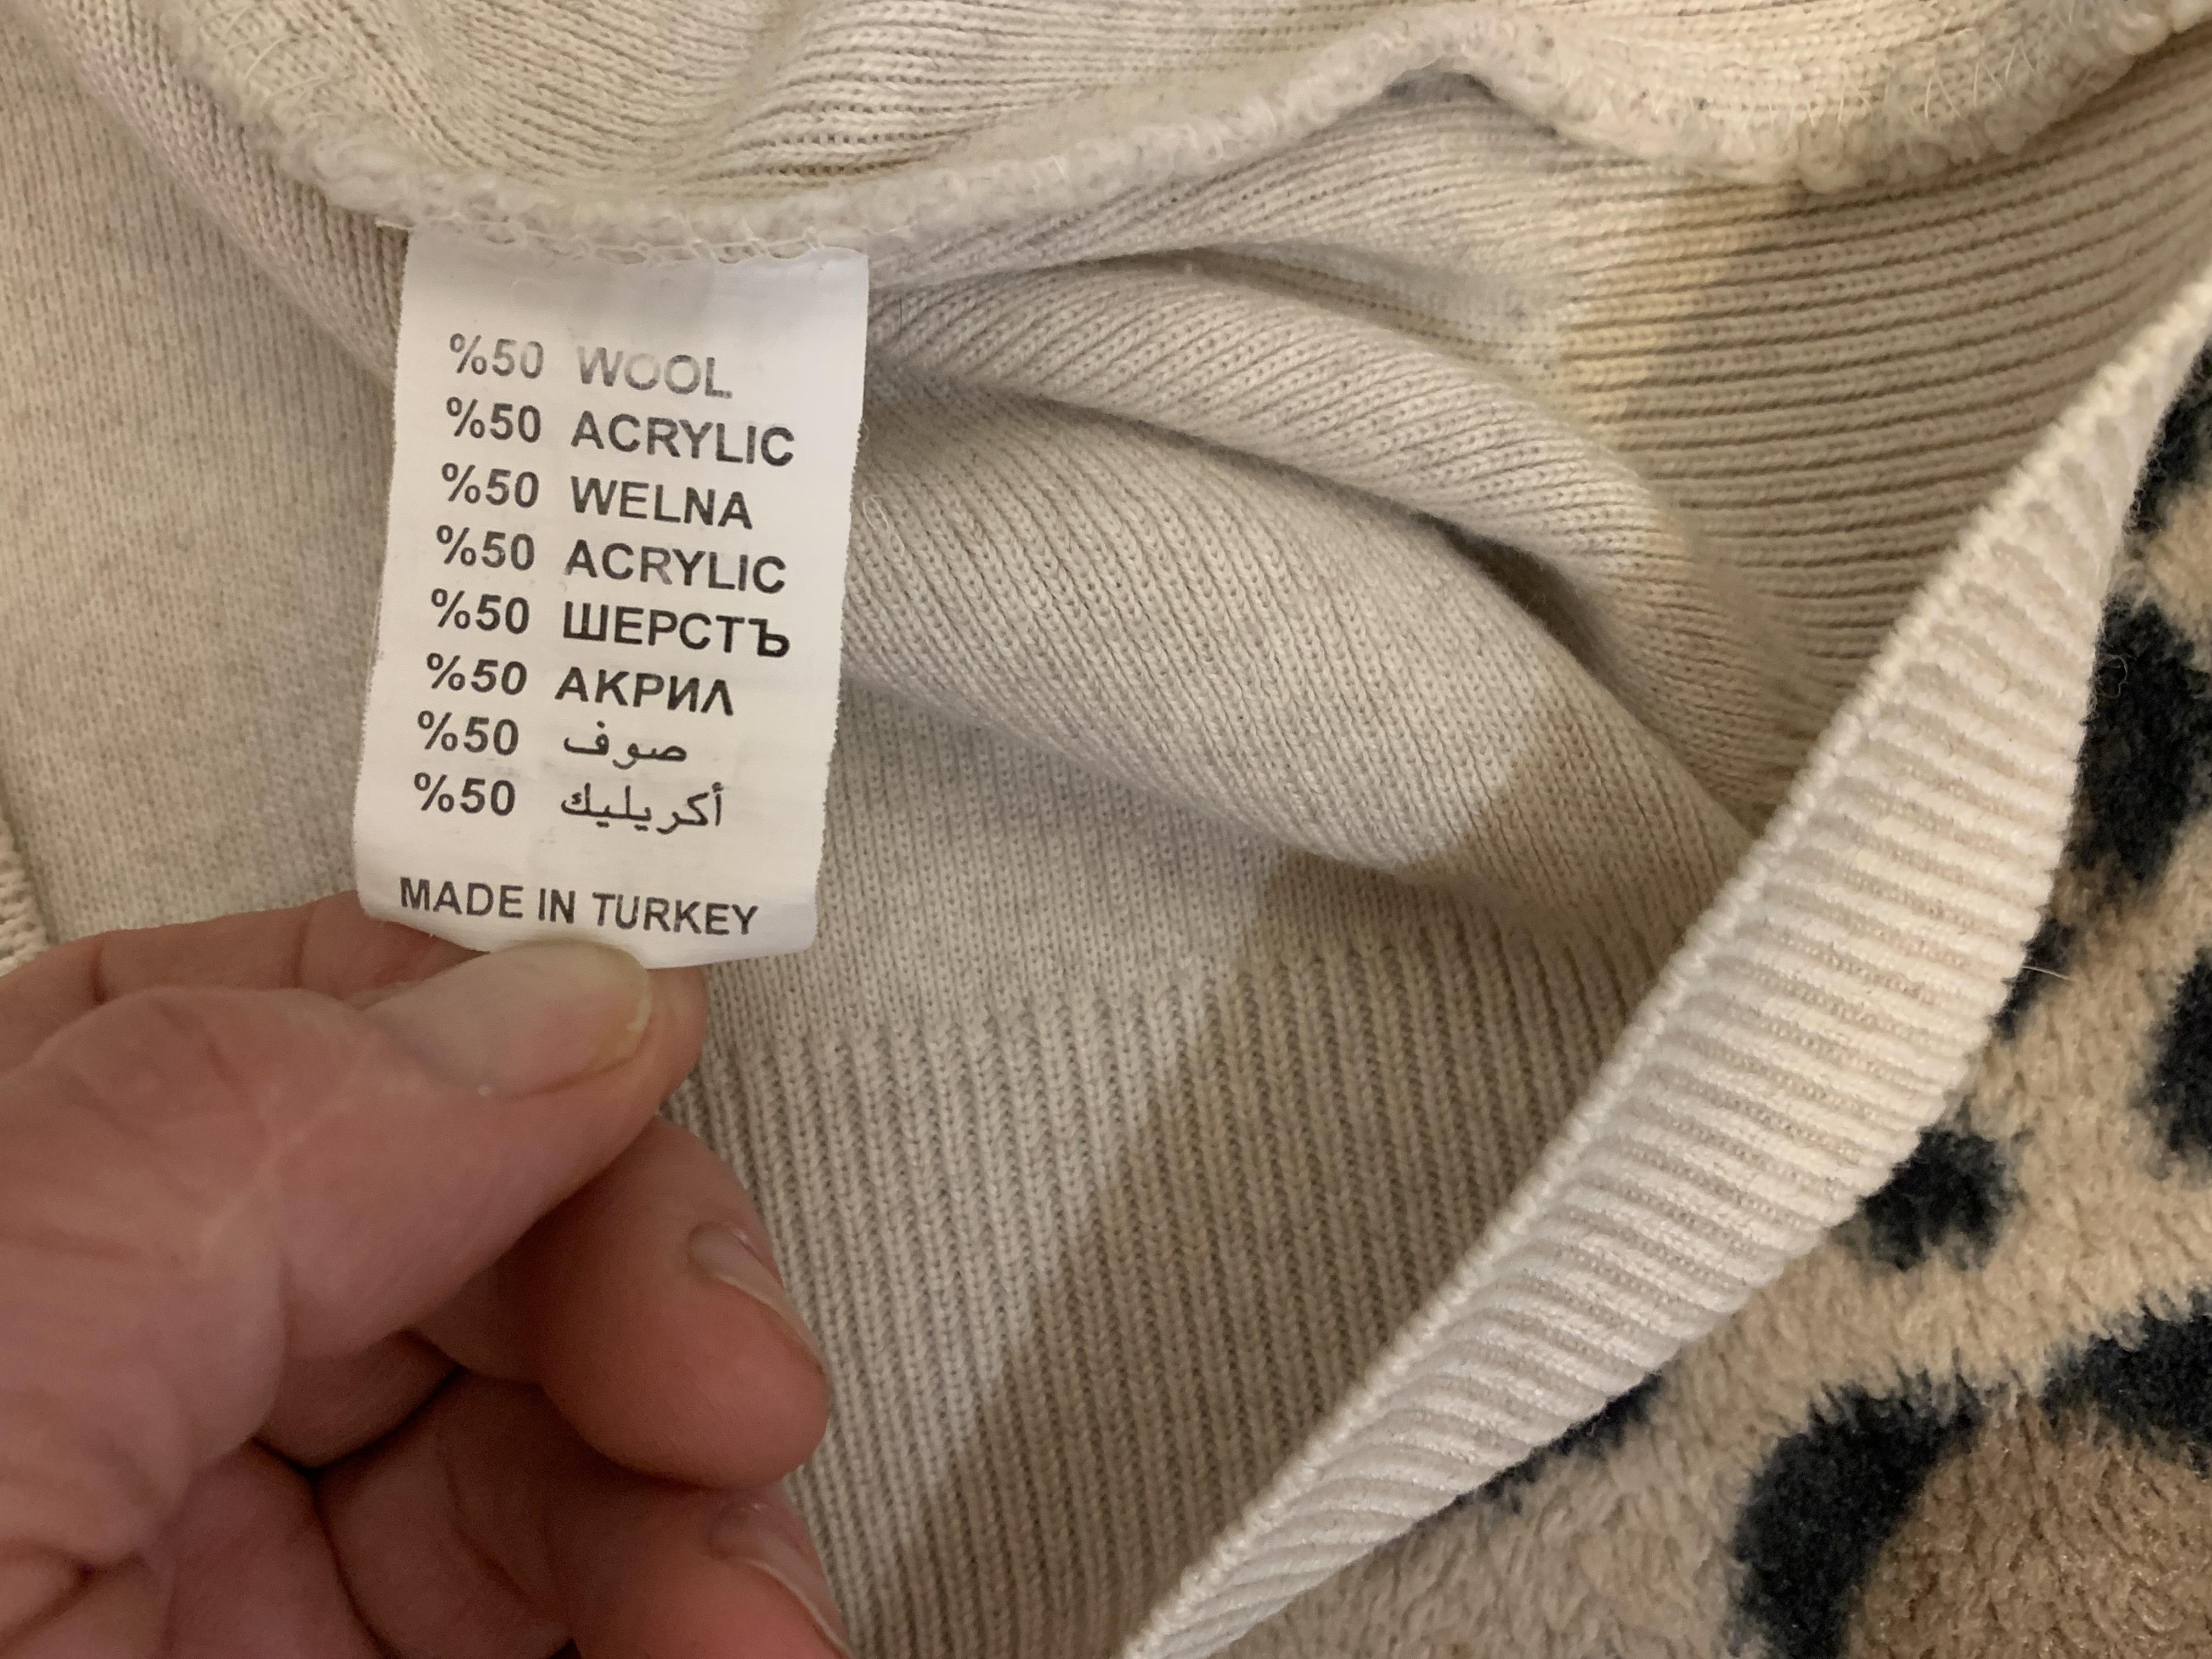 %50 WOOL
%50 ACRYLIC
%50 WELNA
%50 ACRYLIC
%50 ШЕРСТЪ
%50 АКРИЛ
%50 صوف
%50 أكريليك
MADE IN TURKEY